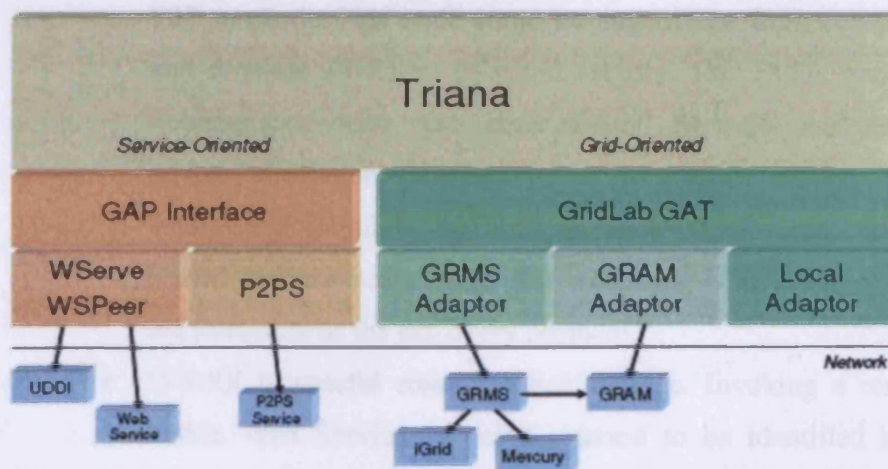 Triana
Service-Oriented
Grid-Oriented
GAP Interface
GridLab GAT
WServe
WSPeer
P2PS
GRMS
Adaptor
GRAM
Adaptor
Local
Adaptor
Network
UDDI
Web
Service
P2PS
Service
GRMS
GRAM
iGrid
Mercury